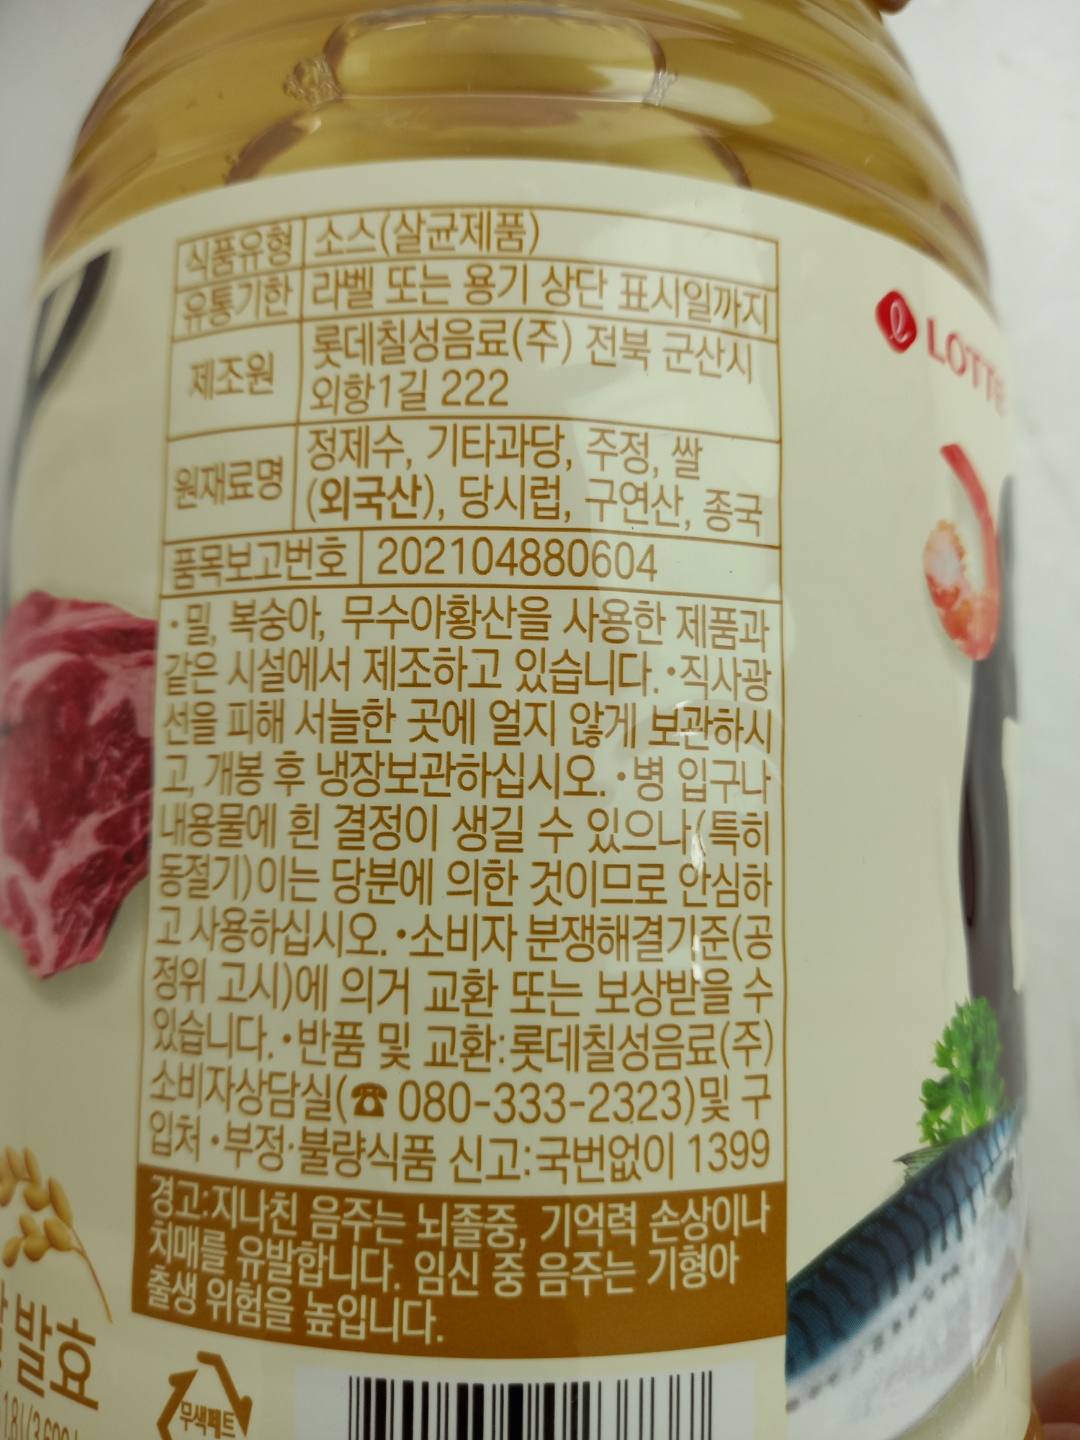 식품유형 소스(살균제품)
유통기한 라벨 또는 용기 상단 표시일까지
제조원 롯데칠성음료(주) 전북 군산시
외항1길 222
원재료명 정제수, 기타과당, 주정, 쌀
(외국산), 당시럽, 구연산, 종국
품목보고번호 202104880604
•밀, 복숭아, 무수아황산을 사용한 제품과
같은 시설에서 제조하고 있습니다. •직사광
선을 피해 서늘한 곳에 얼지 않게 보관하시
고, 개봉 후 냉장보관하십시오. •병 입구나
내용물에 흰 결정이 생길 수 있으나(특히
동절기)이는 당분에 의한 것이므로 안심하
고 사용하십시오. •소비자 분쟁해결기준(공
정위 고시)에 의거 교환 또는 보상받을 수
있습니다. •반품 및 교환:롯데칠성음료(주)
소비자상담실(☎ 080-333-2323)및 구
입처 •부정·불량식품 신고:국번없이 1399
경고:지나친 음주는 뇌졸중, 기억력 손상이나
치매를 유발합니다. 임신 중 음주는 기형아
출생 위험을 높입니다.
무색페트
발효
LOTTE